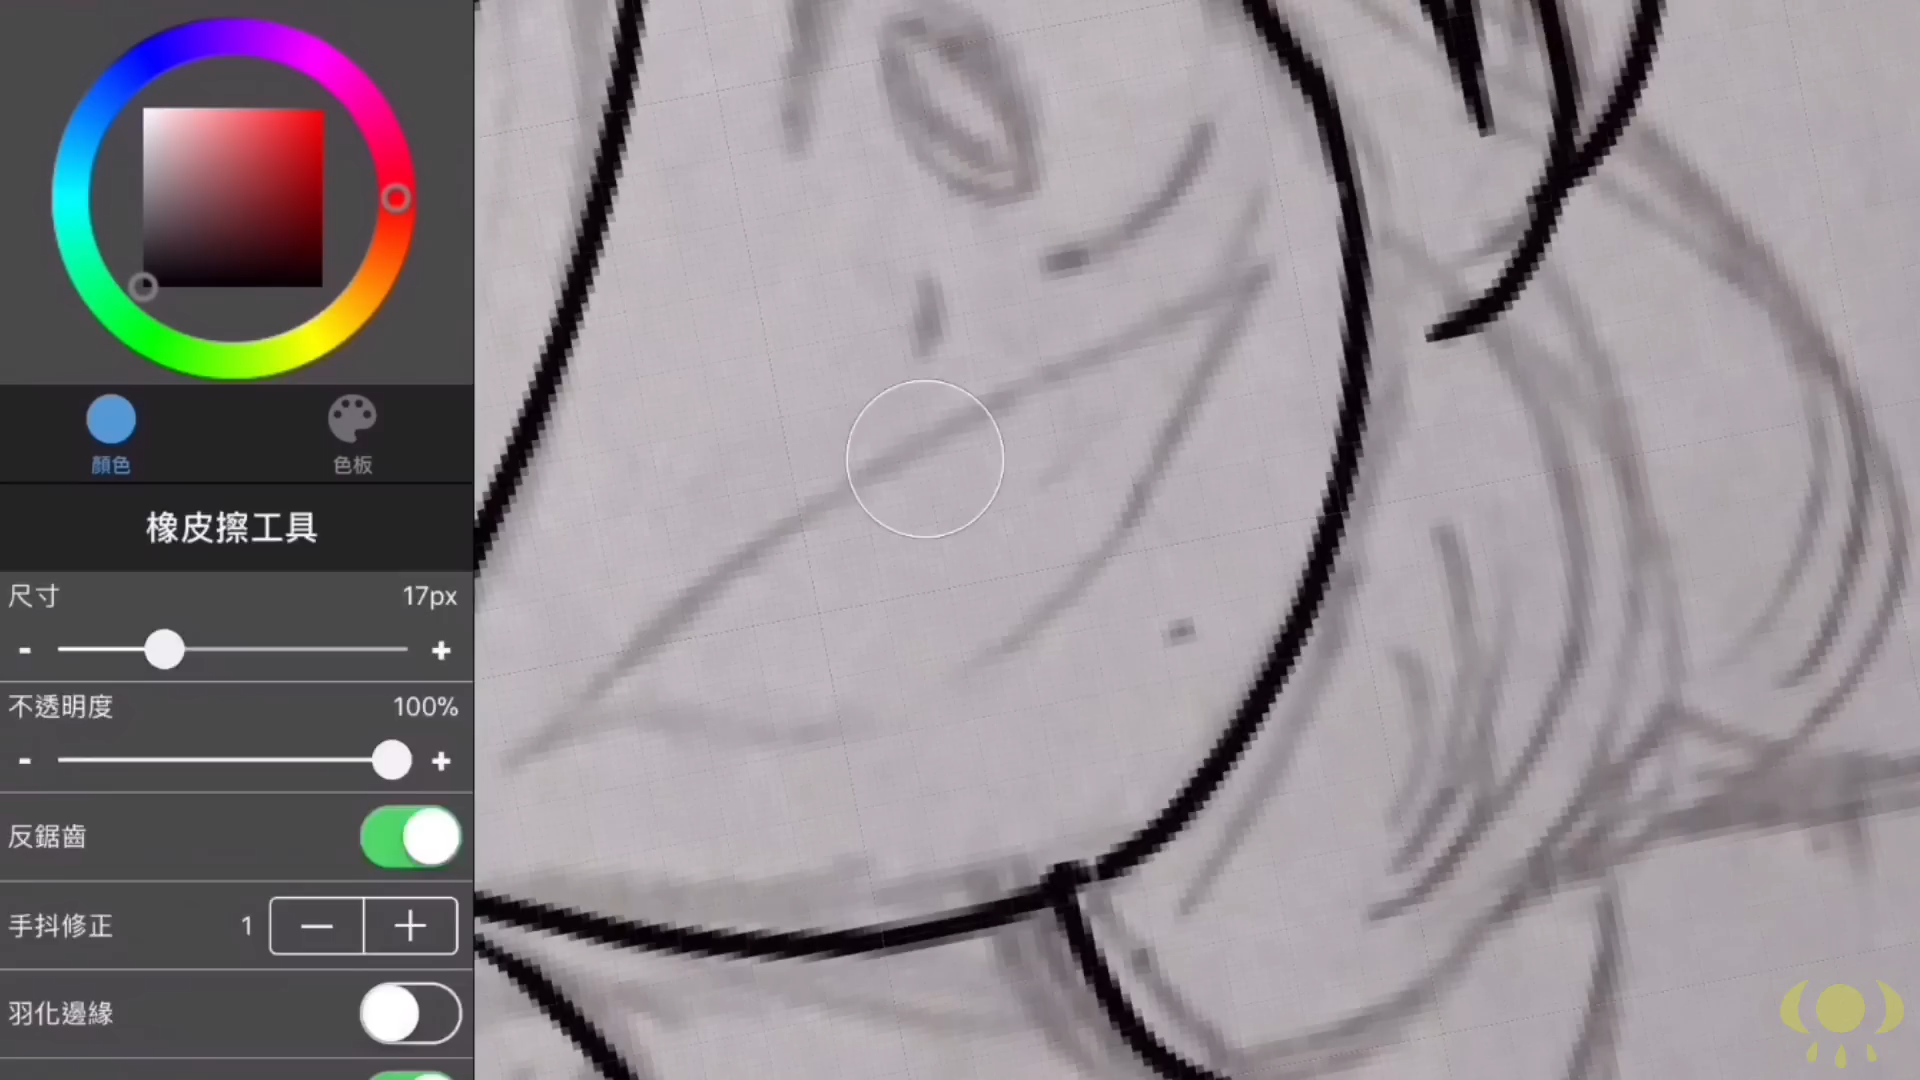 顏色
色板
橡皮擦工具
尺寸 17px
- +
不透明度 100%
- +
反鋸齒
手抖修正 1 - +
羽化邊緣